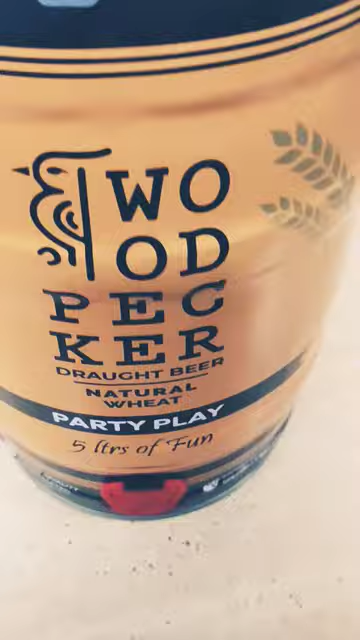 WO
OD
PEC
KER
DRAUGHT BEER
NATURAL
WHEAT
PARTY PLAY
5 ltrs of Fun